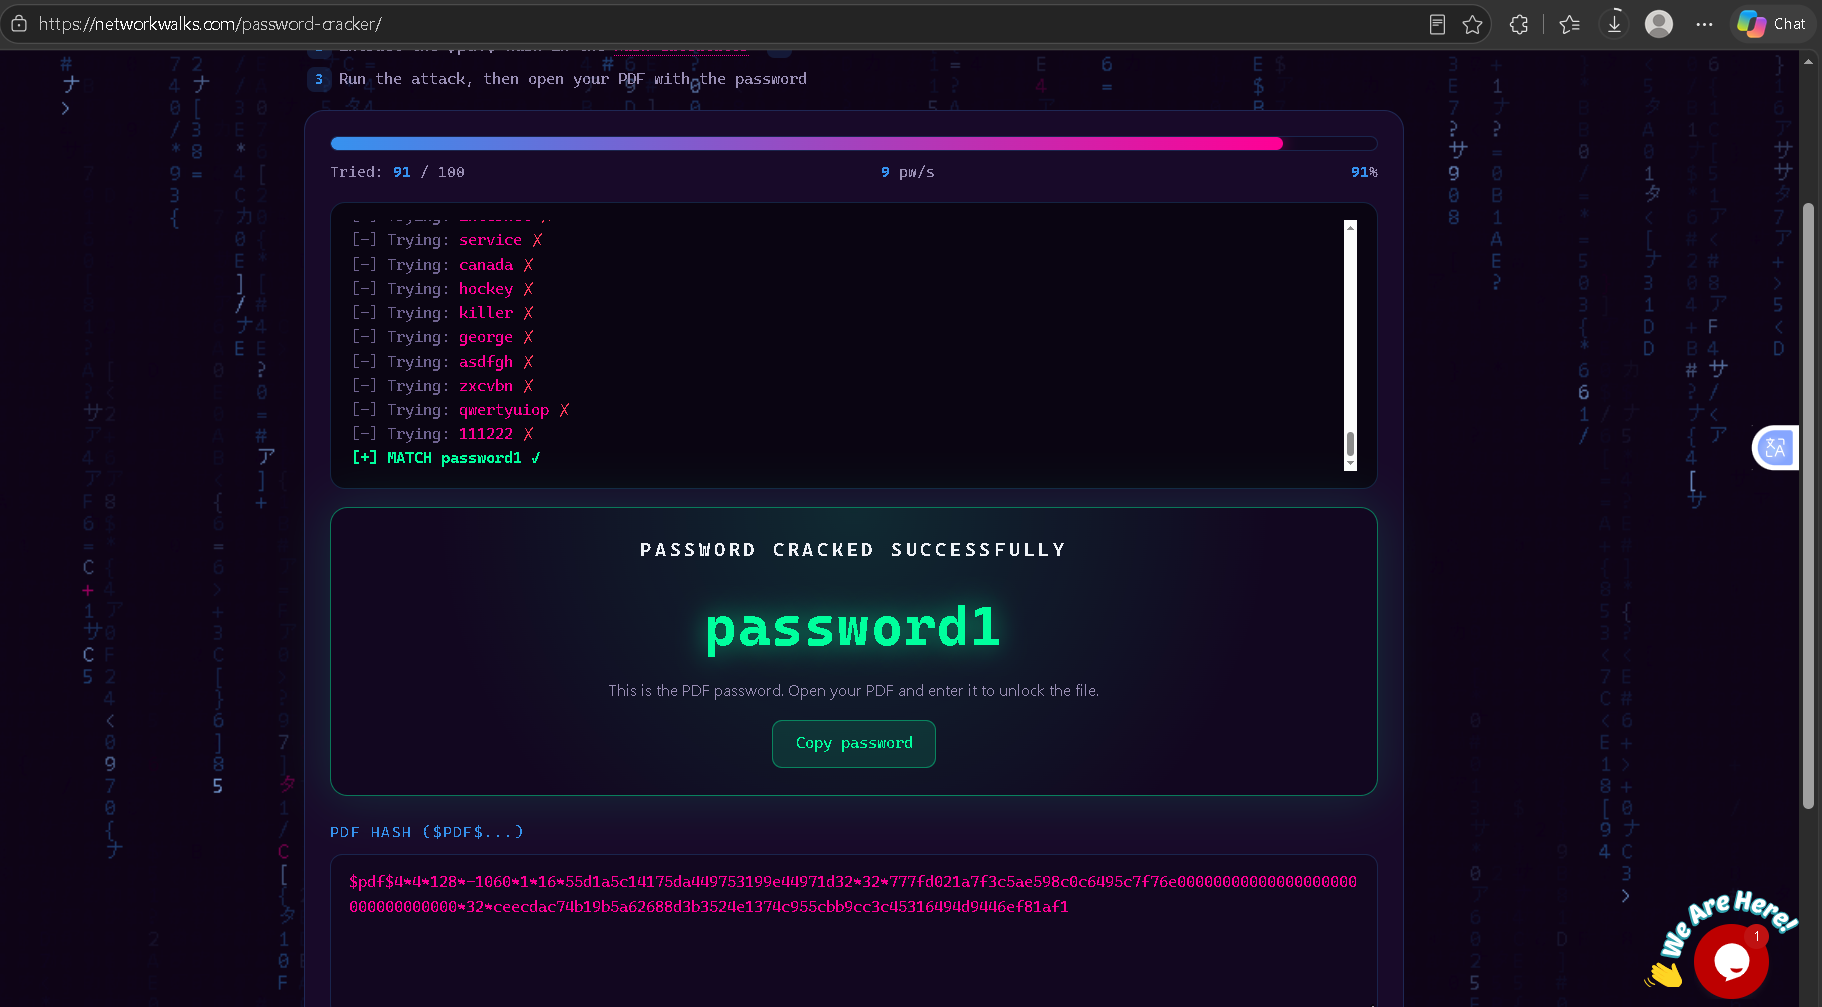 https://networkwalks.com/password-cracker/
Chat
3 Run the attack, then open your PDF with the password
Tried: 91 / 100
9 pw/s
91%
[-] Trying: service ✗
[-] Trying: canada ✗
[-] Trying: hockey ✗
[-] Trying: killer ✗
[-] Trying: george ✗
[-] Trying: asdfgh ✗
[-] Trying: zxcvbn ✗
[-] Trying: qwertyuiop ✗
[-] Trying: 111222 ✗
[+] MATCH password1 ✓
PASSWORD CRACKED SUCCESSFULLY
password1
This is the PDF password. Open your PDF and enter it to unlock the file.
Copy password
PDF HASH ($PDF$...)
$pdf$4*4*128*-1060*1*16*55d1a5c14175da449753199e44971d32*32*777fd021a7f3c5ae598c0c6495c7f76e00000000000000000000
000000000000*32*ceecdac74b19b5a62688d3b3524e1374c955cbb9cc3c45316494d9446ef81af1
We Are Here!
1